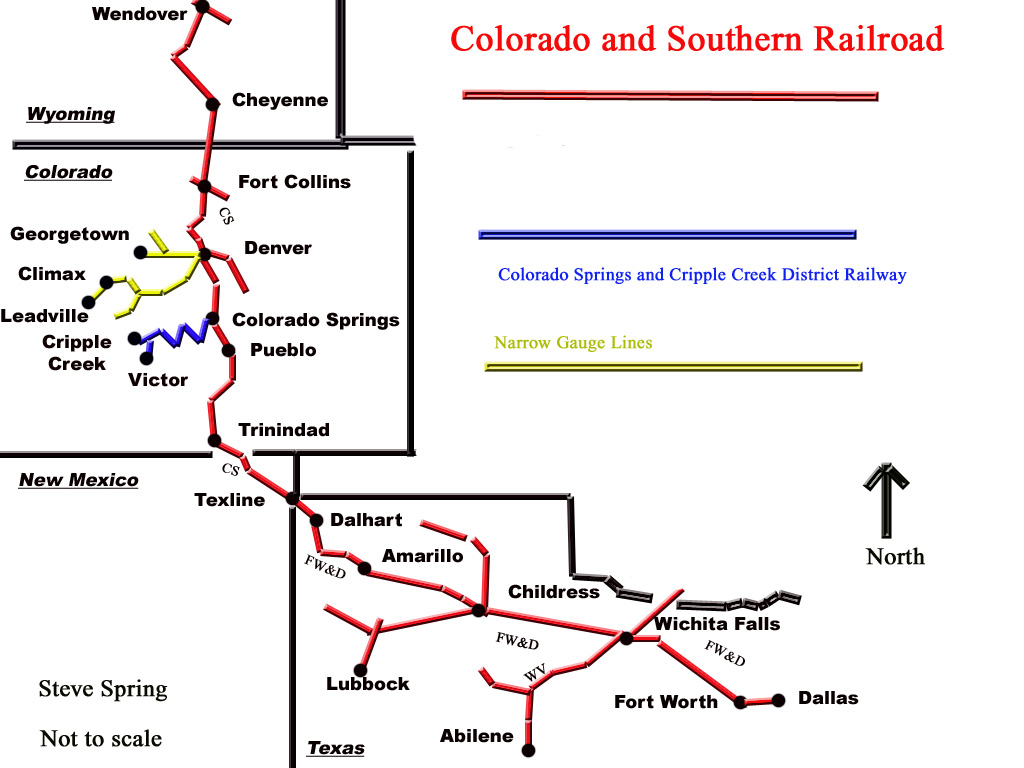 Wendover
Colorado and Southern Railroad
Cheyenne
Wyoming
Colorado
Fort Collins
CS
Georgetown
Denver
Climax
Colorado Springs and Cripple Creek District Railway
Leadville
Colorado Springs
Cripple
Creek
Narrow Gauge Lines
Pueblo
Victor
Trinindad
CS
New Mexico
Texline
Dalhart
Amarillo
FW&D
North
Childress
Wichita Falls
FW&D
FW&D
WV
Lubbock
Steve Spring
Fort Worth
Dallas
Abilene
Not to scale
Texas